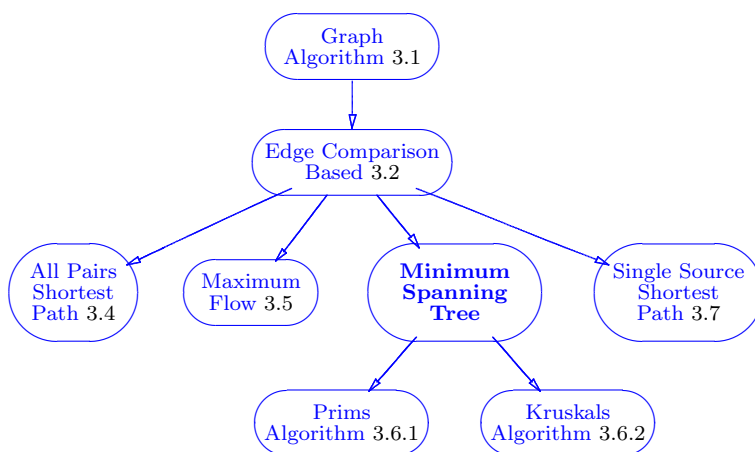 Graph
Algorithm 3.1
Edge Comparison
Based 3.2
All Pairs
Shortest
Path 3.4
Maximum
Flow 3.5
Minimum
Spanning
Tree
Single Source
Shortest
Path 3.7
Prims
Algorithm 3.6.1
Kruskals
Algorithm 3.6.2